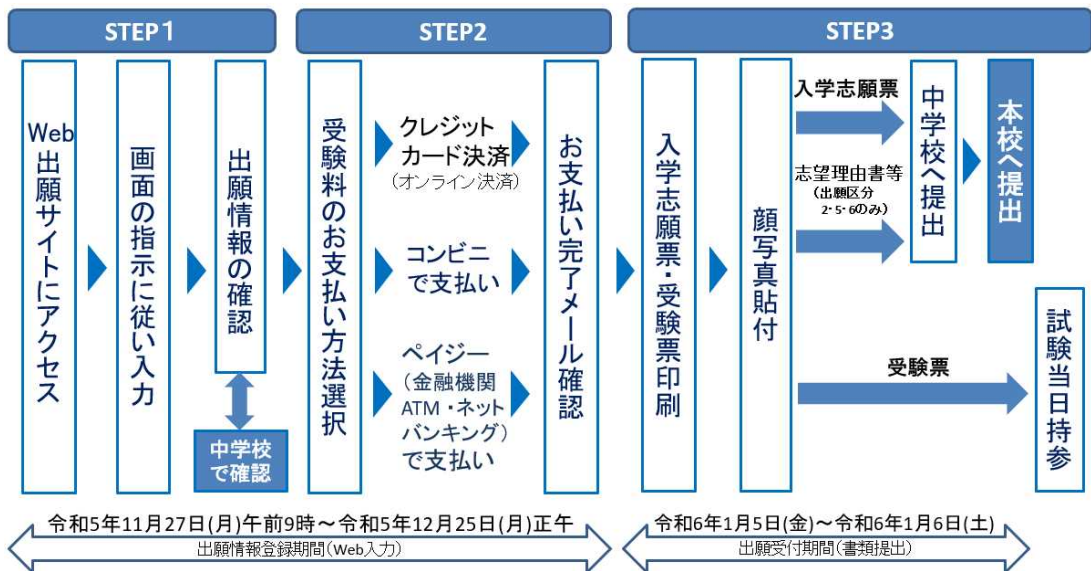 STEP1
Web出願サイトにアクセス
画面の指示に従い入力
出願情報の確認
中学校
で確認
STEP2
受験料のお支払い方法選択
クレジット
カード決済
(オンライン決済)
コンビニ
で支払い
ペイジー
(金融機関
ATM・ネット
バンキング)
で支払い
お支払い完了メール確認
STEP3
入学志願票・受験票印刷
顔写真貼付
入学志願票
志望理由書等
(出願区分
2・5・6のみ)
中学校へ提出
本校へ提出
受験票
試験当日持参
令和5年11月27日(月)午前9時～令和5年12月25日(月)正午
出願情報登録期間(Web入力)
令和6年1月5日(金)～令和6年1月6日(土)
出願受付期間(書類提出)